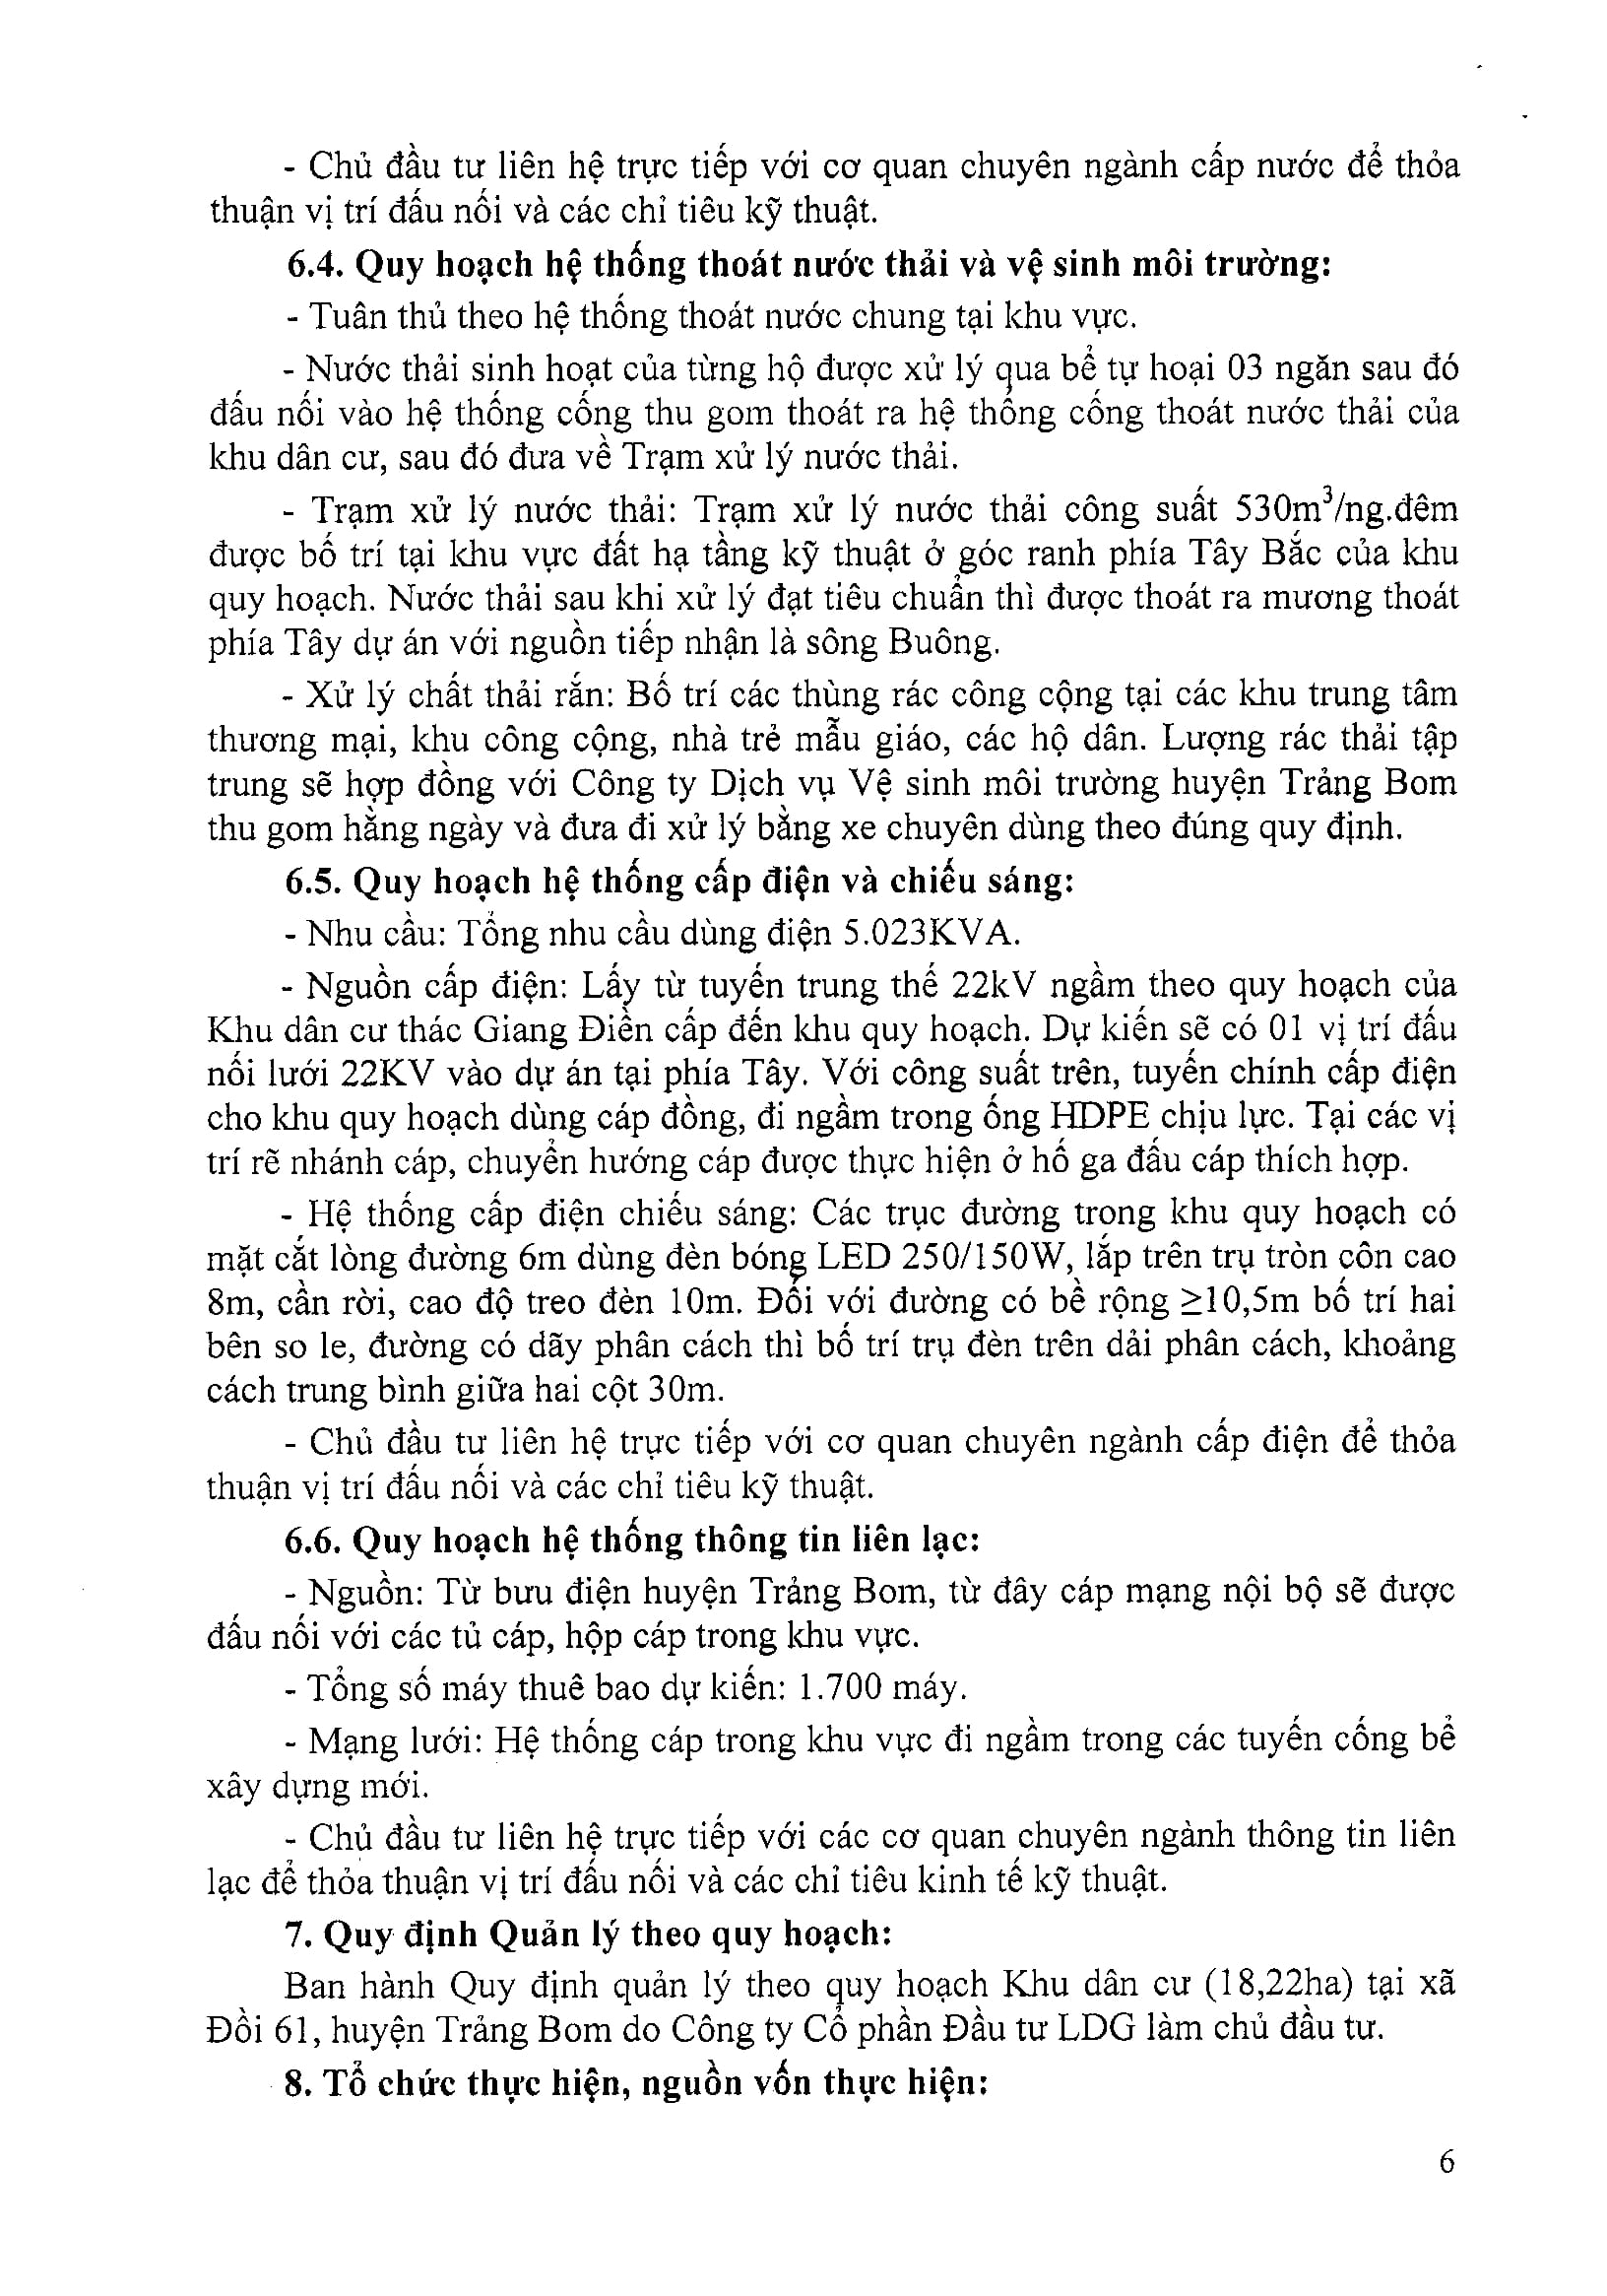 - Chủ đầu tư liên hệ trực tiếp với cơ quan chuyên ngành cấp nước để thỏa
thuận vị trí đấu nối và các chỉ tiêu kỹ thuật.
6.4. Quy hoạch hệ thống thoát nước thải và vệ sinh môi trường:
- Tuân thủ theo hệ thống thoát nước chung tại khu vực.
- Nước thải sinh hoạt của từng hộ được xử lý qua bể tự hoại 03 ngăn sau đó
đấu nối vào hệ thống cống thu gom thoát ra hệ thống cống thoát nước thải của
khu dân cư, sau đó đưa về Trạm xử lý nước thải.
- Trạm xử lý nước thải: Trạm xử lý nước thải công suất 530m³/ng.đêm
được bố trí tại khu vực đất hạ tầng kỹ thuật ở góc ranh phía Tây Bắc của khu
quy hoạch. Nước thải sau khi xử lý đạt tiêu chuẩn thì được thoát ra mương thoát
phía Tây dự án với nguồn tiếp nhận là sông Buông.
- Xử lý chất thải rắn: Bố trí các thùng rác công cộng tại các khu trung tâm
thương mại, khu công cộng, nhà trẻ mẫu giáo, các hộ dân. Lượng rác thải tập
trung sẽ hợp đồng với Công ty Dịch vụ Vệ sinh môi trường huyện Trảng Bom
thu gom hằng ngày và đưa đi xử lý bằng xe chuyên dùng theo đúng quy định.
6.5. Quy hoạch hệ thống cấp điện và chiếu sáng:
- Nhu cầu: Tổng nhu cầu dùng điện 5.023KVA.
- Nguồn cấp điện: Lấy từ tuyến trung thế 22kV ngầm theo quy hoạch của
Khu dân cư thác Giang Điền cấp đến khu quy hoạch. Dự kiến sẽ có 01 vị trí đấu
nối lưới 22KV vào dự án tại phía Tây. Với công suất trên, tuyến chính cấp điện
cho khu quy hoạch dùng cáp đồng, đi ngầm trong ống HDPE chịu lực. Tại các vị
trí rẽ nhánh cáp, chuyển hướng cáp được thực hiện ở hố ga đấu cáp thích hợp.
- Hệ thống cấp điện chiếu sáng: Các trục đường trong khu quy hoạch có
mặt cắt lòng đường 6m dùng đèn bóng LED 250/150W, lắp trên trụ tròn côn cao
8m, cần rời, cao độ treo đèn 10m. Đối với đường có bề rộng ≥10,5m bố trí hai
bên so le, đường có dãy phân cách thì bố trí trụ đèn trên dải phân cách, khoảng
cách trung bình giữa hai cột 30m.
- Chủ đầu tư liên hệ trực tiếp với cơ quan chuyên ngành cấp điện để thỏa
thuận vị trí đấu nối và các chỉ tiêu kỹ thuật.
6.6. Quy hoạch hệ thống thông tin liên lạc:
- Nguồn: Từ bưu điện huyện Trảng Bom, từ đây cáp mạng nội bộ sẽ được
đấu nối với các tủ cáp, hộp cáp trong khu vực.
- Tổng số máy thuê bao dự kiến: 1.700 máy.
- Mạng lưới: Hệ thống cáp trong khu vực đi ngầm trong các tuyến cống bể
xây dựng mới.
- Chủ đầu tư liên hệ trực tiếp với các cơ quan chuyên ngành thông tin liên
lạc để thỏa thuận vị trí đấu nối và các chỉ tiêu kinh tế kỹ thuật.
7. Quy định Quản lý theo quy hoạch:
Ban hành Quy định quản lý theo quy hoạch Khu dân cư (18,22ha) tại xã
Đồi 61, huyện Trảng Bom do Công ty Cổ phần Đầu tư LDG làm chủ đầu tư.
8. Tổ chức thực hiện, nguồn vốn thực hiện:
6